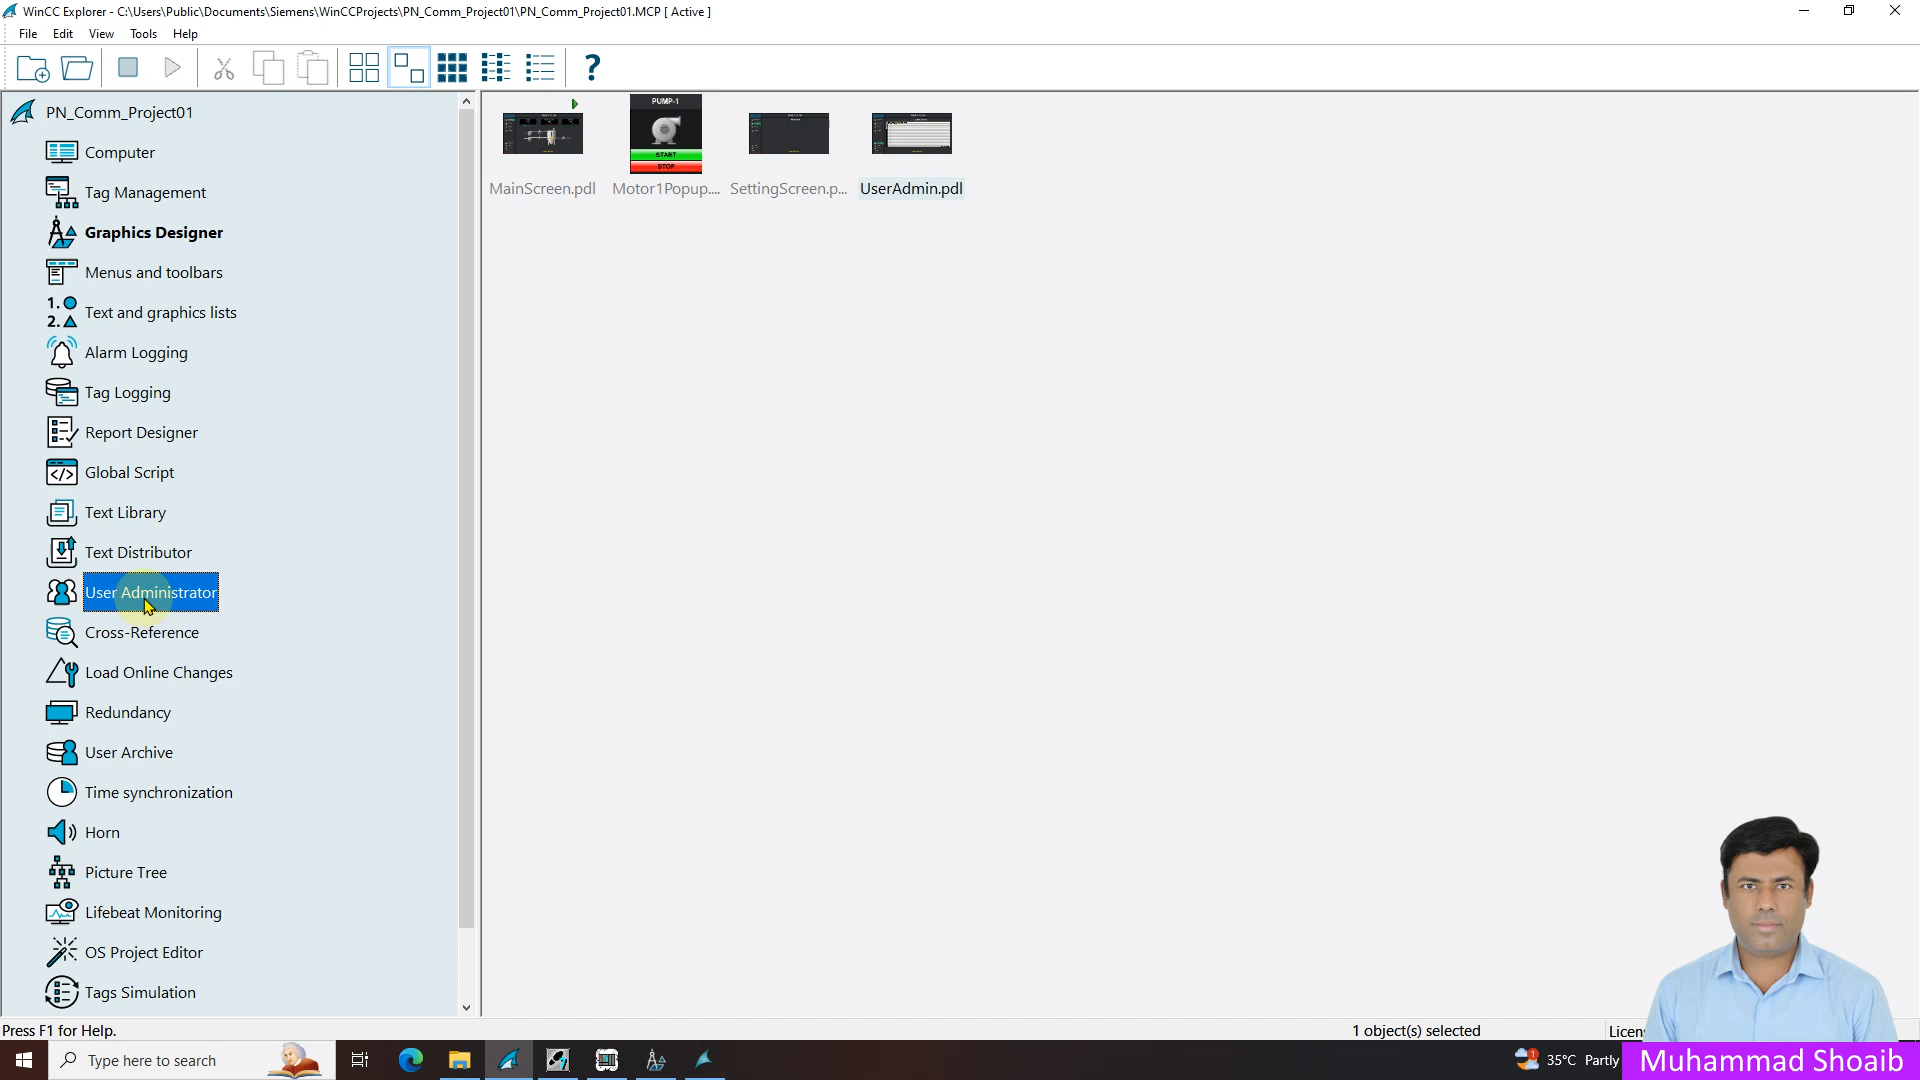 WinCC Explorer - C:\Users\Public\Documents\Siemens\WinCCProjects\PN_Comm_Project01\PN_Comm_Project01.MCP [ Active ]
File Edit View Tools Help
PN_Comm_Project01
Computer
Tag Management
Graphics Designer
Menus and toolbars
1.
2.
Text and graphics lists
Alarm Logging
Tag Logging
Report Designer
Global Script
Text Library
Text Distributor
User Administrator
Cross-Reference
Load Online Changes
Redundancy
User Archive
Time synchronization
Horn
Picture Tree
Lifebeat Monitoring
OS Project Editor
Tags Simulation
PUMP-1
START
STOP
MainScreen.pdl
Motor1Popup....
SettingScreen.p...
UserAdmin.pdl
Press F1 for Help.
1 object(s) selected
Licen
Type here to search
35°C Partly
Muhammad Shoaib